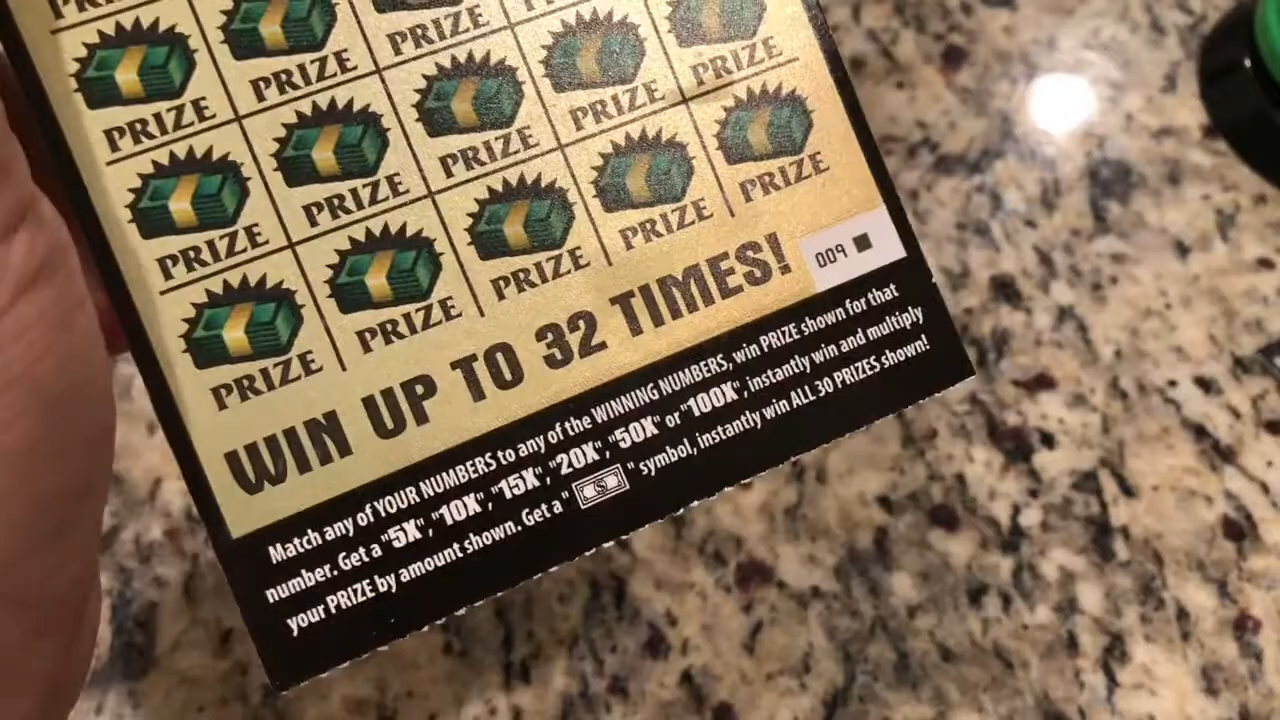 PRIZE PRIZE
PRIZE PRIZE PRIZE PRIZE PRIZE
PRIZE PRIZE PRIZE PRIZE PRIZE
PRIZE PRIZE PRIZE
WIN UP TO 32 TIMES!
009
Match any of YOUR NUMBERS to any of the WINNING NUMBERS, win PRIZE shown for that
number. Get a "5X", "10X", "15X", "20X", "50X" or "100X", instantly win and multiply
your PRIZE by amount shown. Get a " $ " symbol, instantly win ALL 30 PRIZES shown!